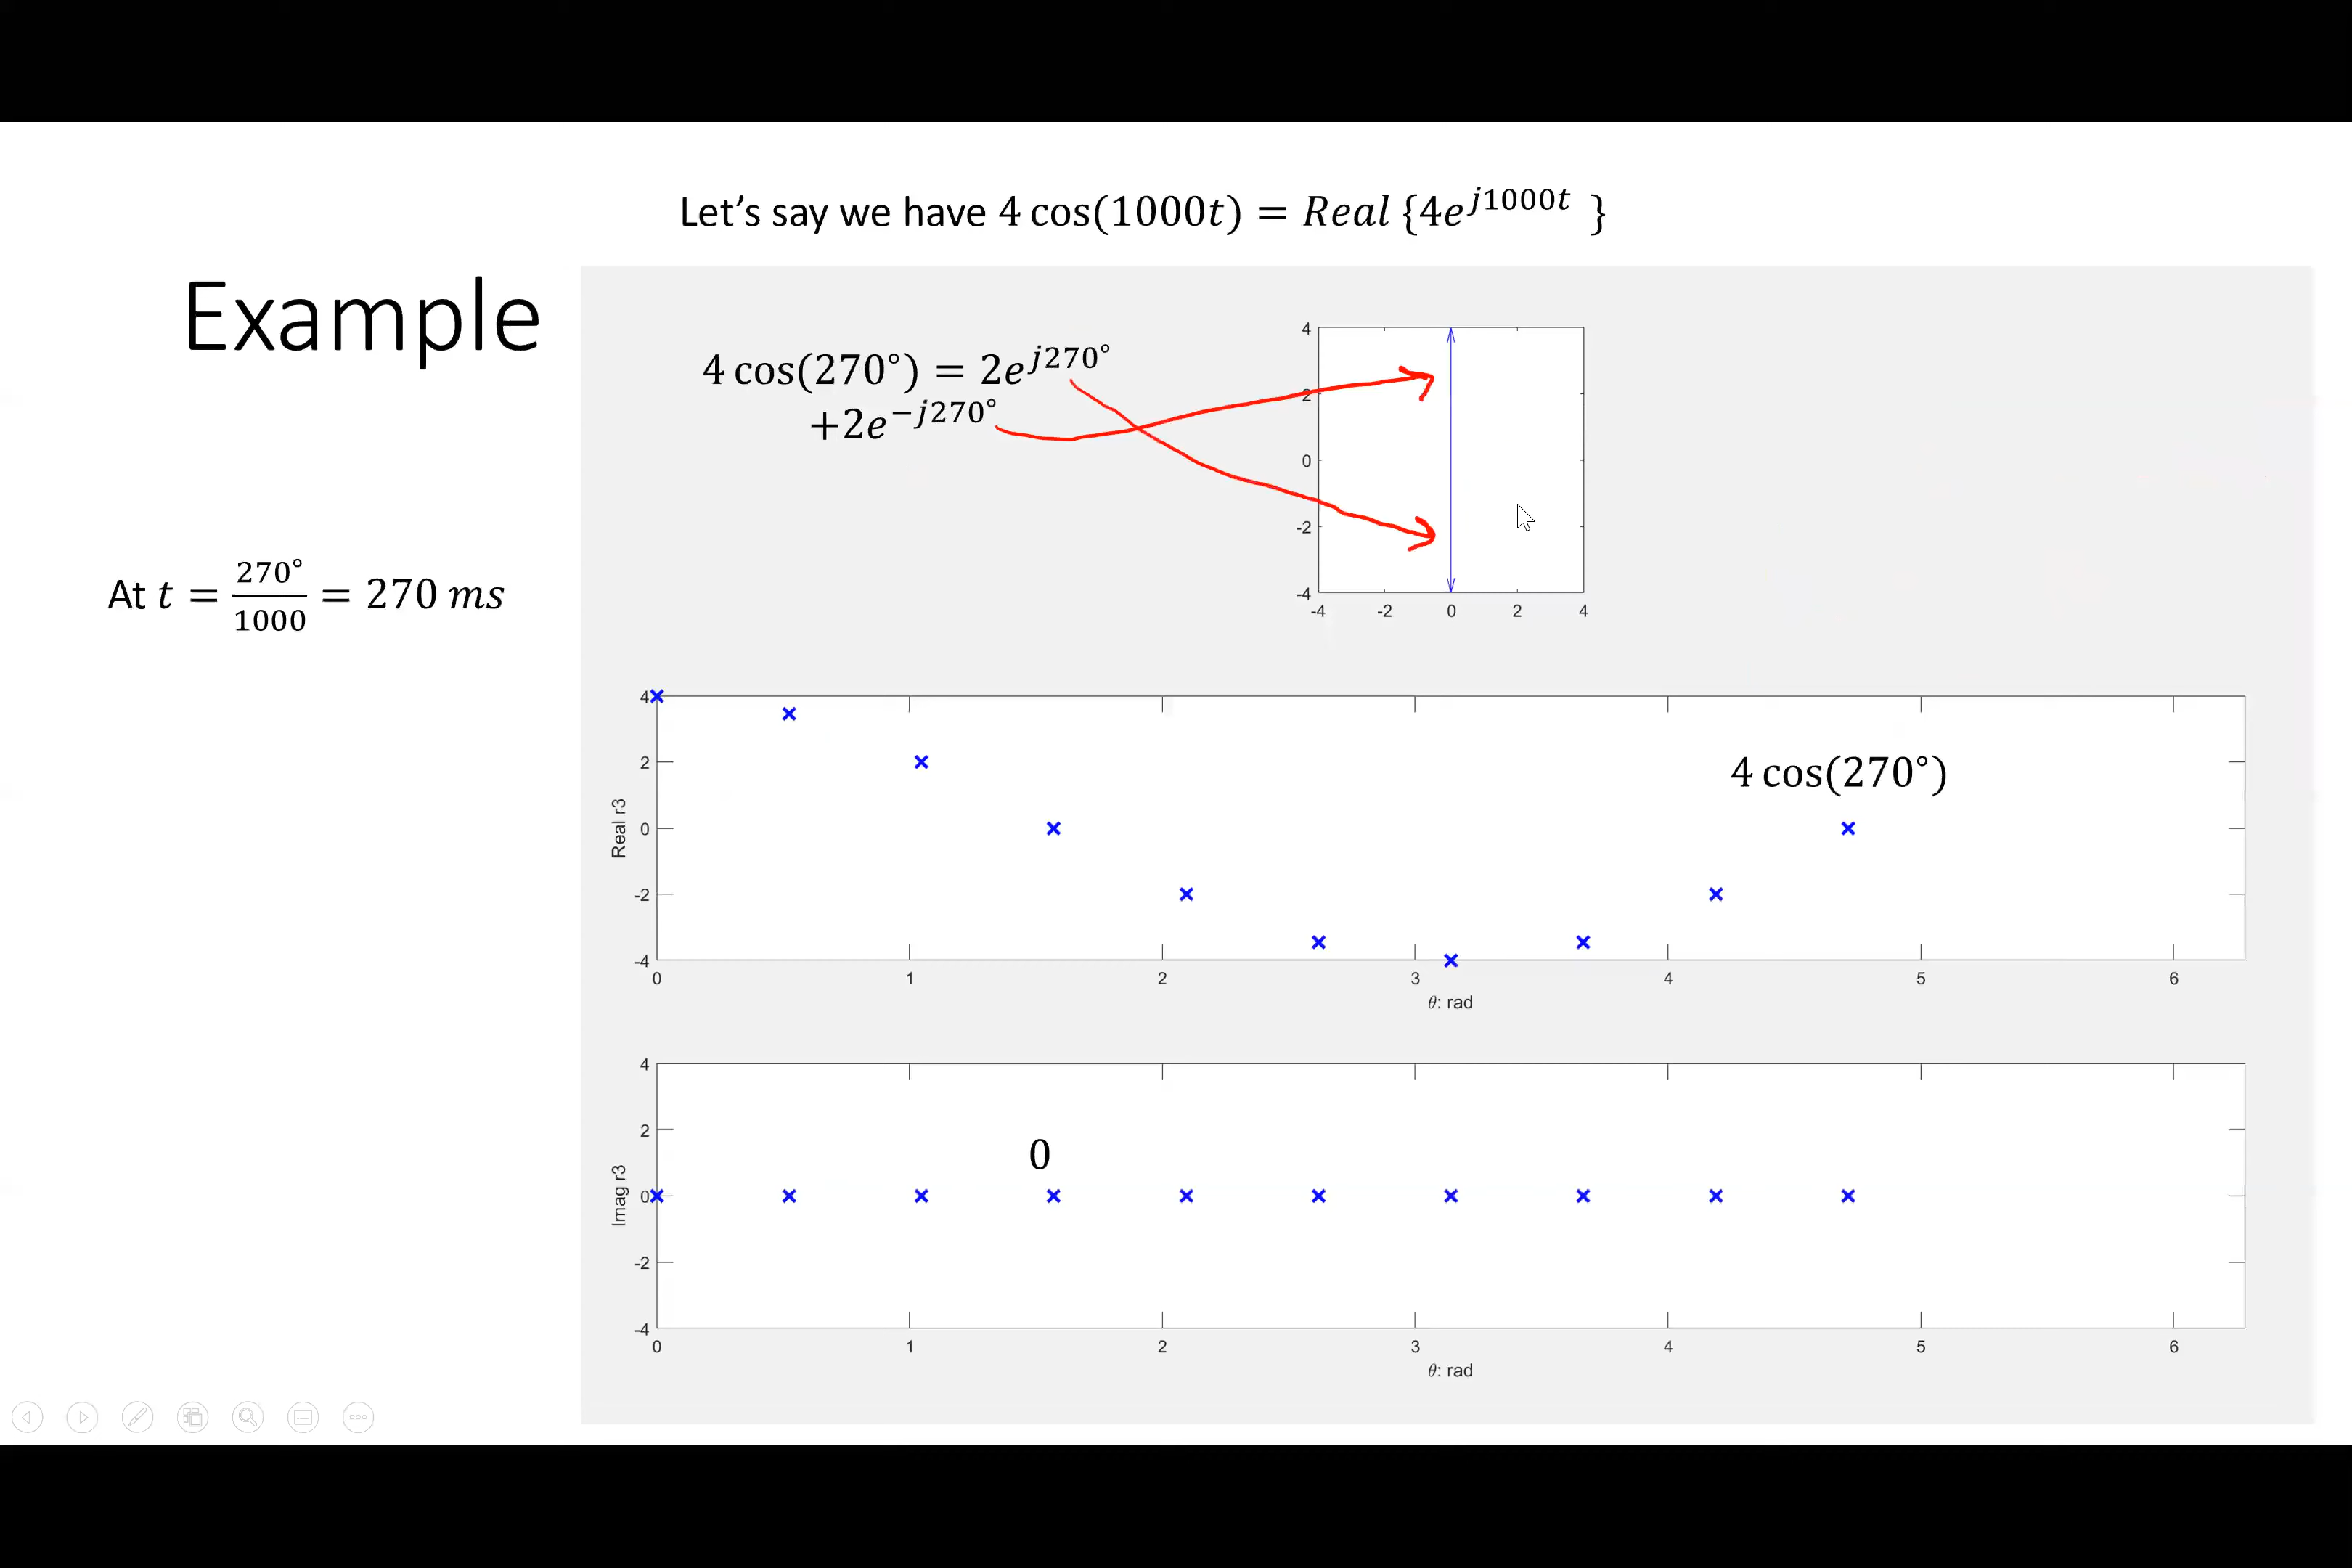 Let's say we have 4 cos(1000t) = Real {4e^{j1000t} }
Example
4 cos(270°) = 2e^{j270°}
+2e^{−j270°}
At t = 270°/1000 = 270 ms
4
2
0
-2
-4
-4 -2 0 2 4
4 cos(270°)
Real r3
4
2
0
-2
-4
0 1 2 3 4 5 6
θ: rad
0
Imag r3
4
2
0
-2
-4
0 1 2 3 4 5 6
θ: rad